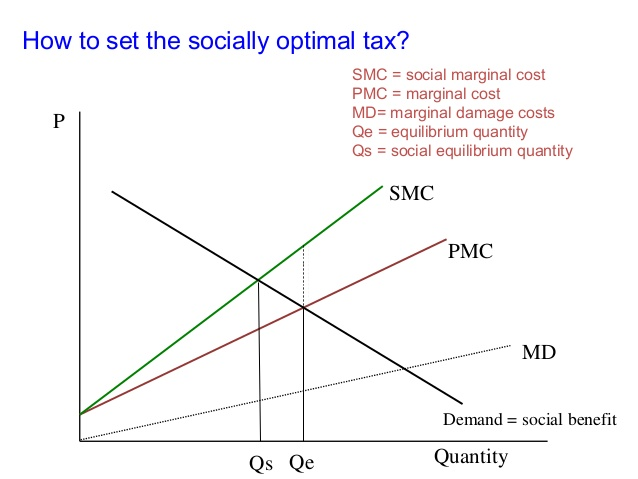 How to set the socially optimal tax?
SMC = social marginal cost
PMC = marginal cost
MD= marginal damage costs
Qe = equilibrium quantity
Qs = social equilibrium quantity
P
SMC
PMC
MD
Demand = social benefit
Qs Qe
Quantity